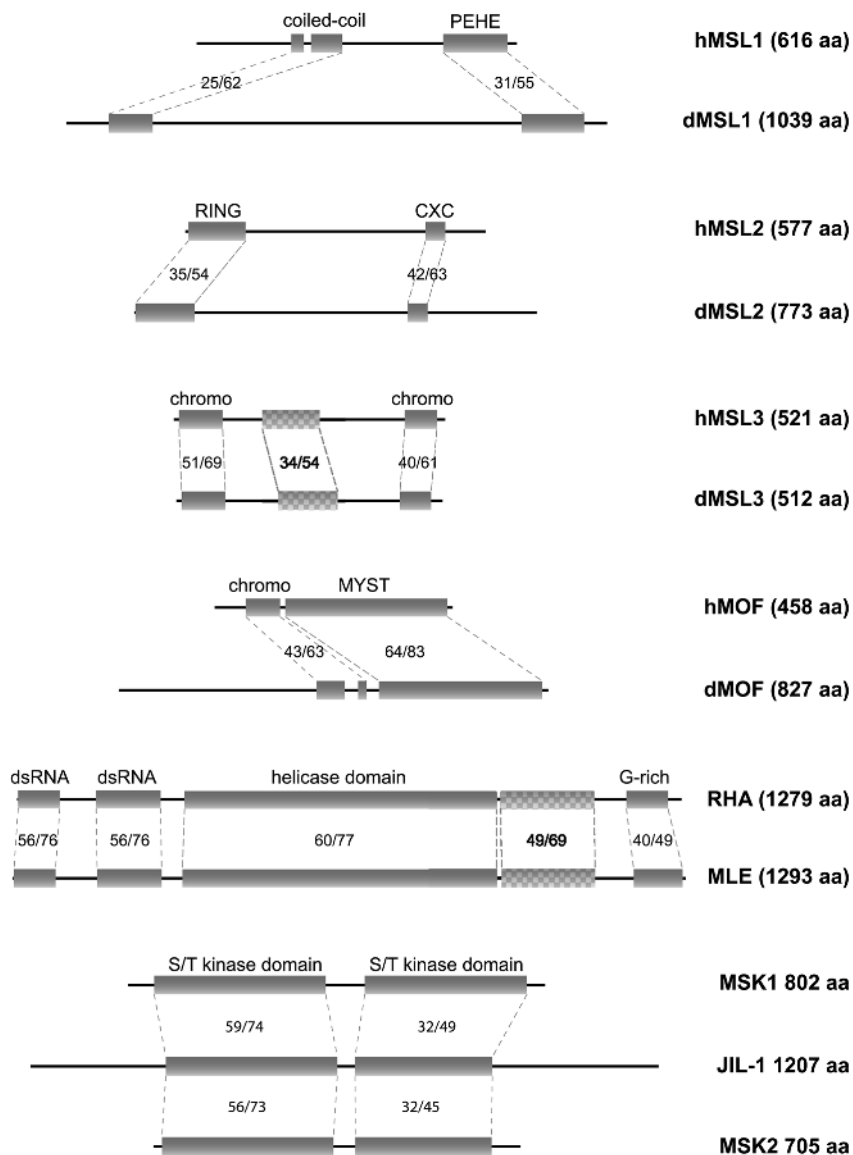 coiled-coil PEHE
hMSL1 (616 aa)
25/62 31/55
dMSL1 (1039 aa)
RING CXC
hMSL2 (577 aa)
35/54 42/63
dMSL2 (773 aa)
chromo chromo
hMSL3 (521 aa)
51/69 34/54 40/61
dMSL3 (512 aa)
chromo MYST
hMOF (458 aa)
43/63 64/83
dMOF (827 aa)
dsRNA dsRNA helicase domain G-rich
RHA (1279 aa)
56/76 56/76 60/77 49/69 40/49
MLE (1293 aa)
S/T kinase domain S/T kinase domain
MSK1 802 aa
59/74 32/49
JIL-1 1207 aa
56/73 32/45
MSK2 705 aa